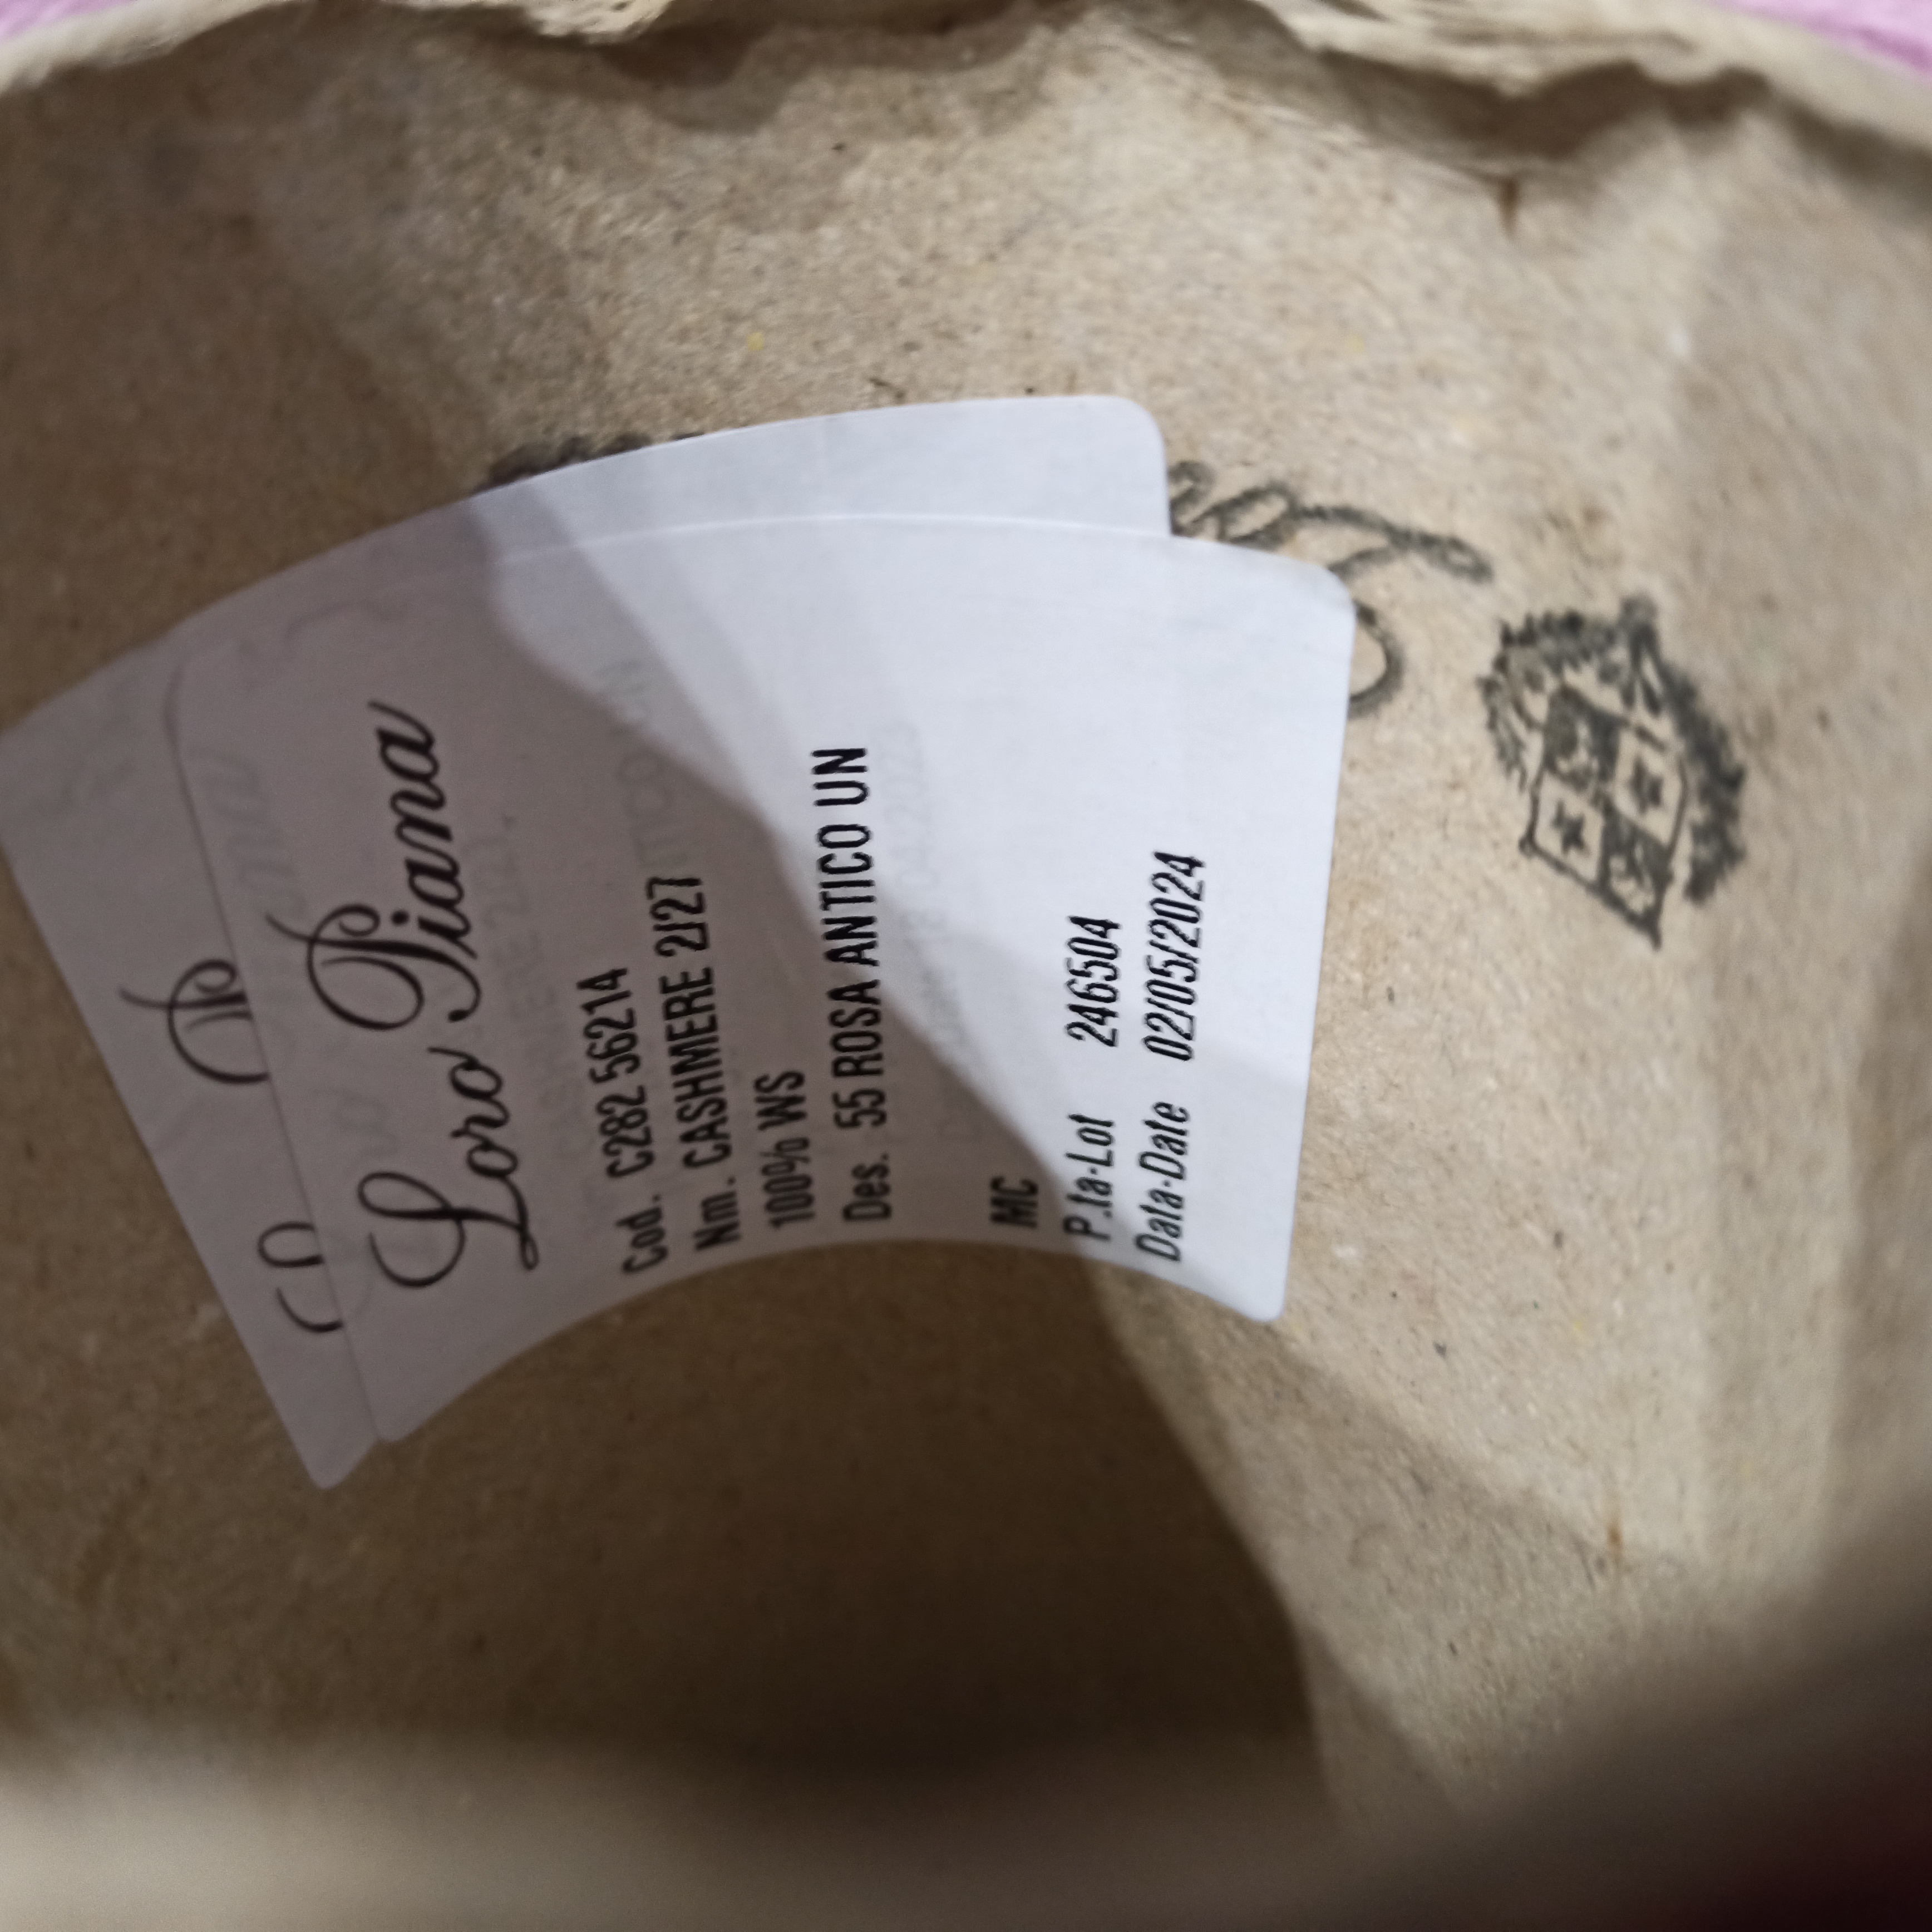 Loro Piana
Cod. C282 56214
Nm. CASHMERE 2/27
100% WS
Des. 55 ROSA ANTICO UN
MC
P.ta-Lot 246504
Data-Date 02/05/2024